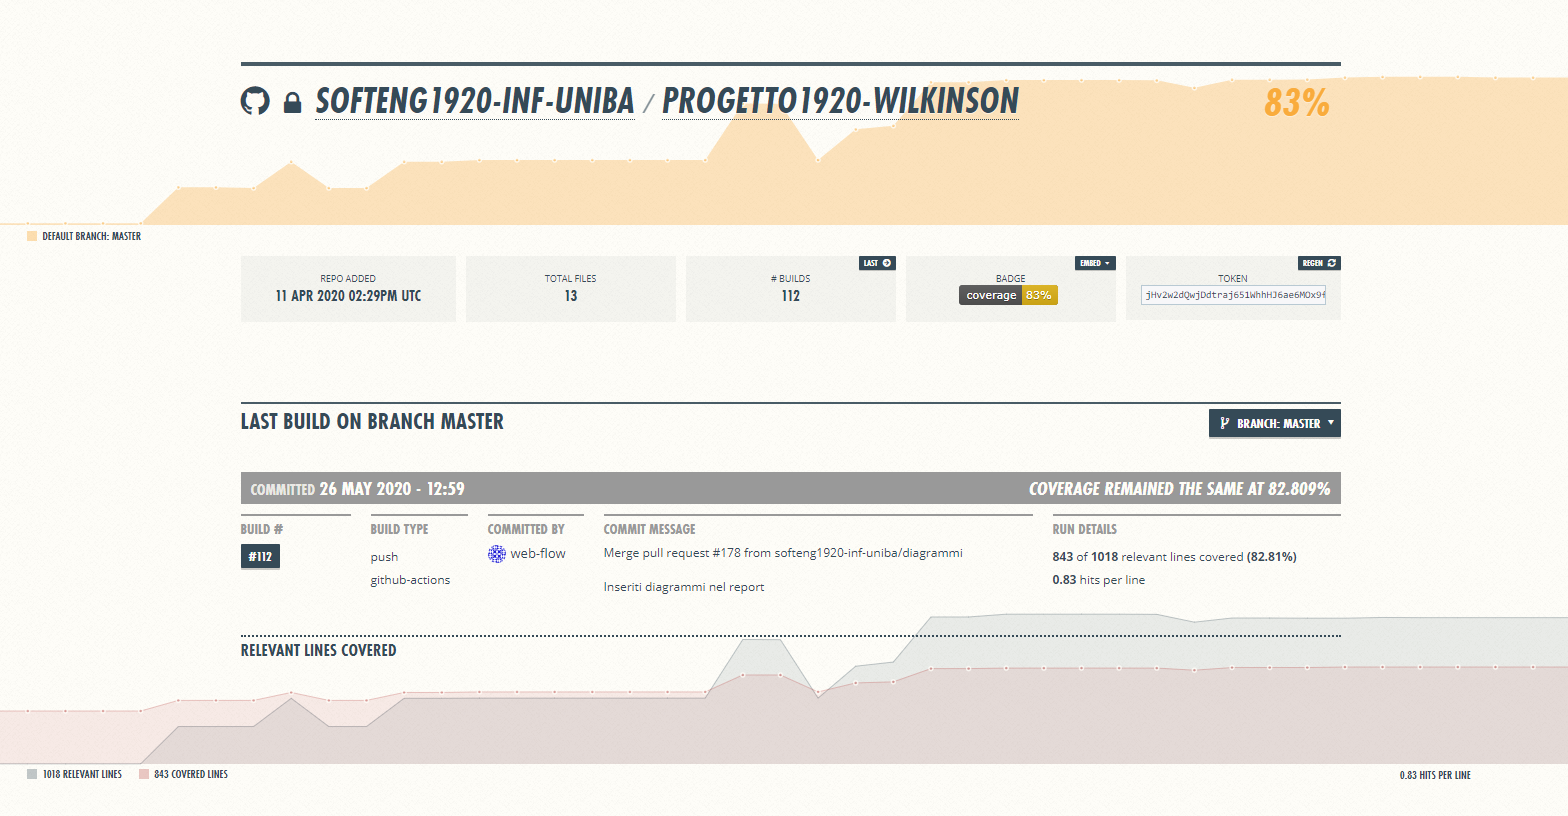 SOFTENG1920-INF-UNIBA / PROGETTO1920-WILKINSON
83%
DEFAULT BRANCH: MASTER
REPO ADDED
11 APR 2020 02:29PM UTC
TOTAL FILES
13
LAST
# BUILDS
112
EMBED
BADGE
coverage 83%
REGEN
TOKEN
jHv2w2dQwjDdtraj651WhhHJ6ae6MOx9f
LAST BUILD ON BRANCH MASTER
BRANCH: MASTER
COMMITTED 26 MAY 2020 - 12:59
COVERAGE REMAINED THE SAME AT 82.809%
BUILD #
#112
BUILD TYPE
push
github-actions
COMMITTED BY
web-flow
COMMIT MESSAGE
Merge pull request #178 from softeng1920-inf-uniba/diagrammi
Inseriti diagrammi nel report
RUN DETAILS
843 of 1018 relevant lines covered (82.81%)
0.83 hits per line
RELEVANT LINES COVERED
1018 RELEVANT LINES
843 COVERED LINES
0.83 HITS PER LINE